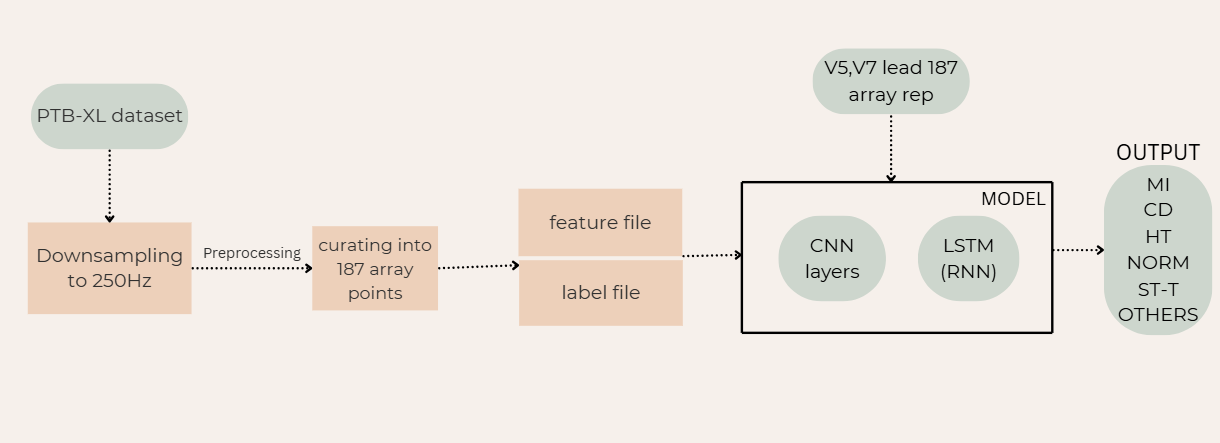 PTB-XL dataset
Downsampling
to 250Hz
Preprocessing
curating into
187 array
points
feature file
label file
V5,V7 lead 187
array rep
MODEL
CNN
layers
LSTM
(RNN)
OUTPUT
MI
CD
HT
NORM
ST-T
OTHERS